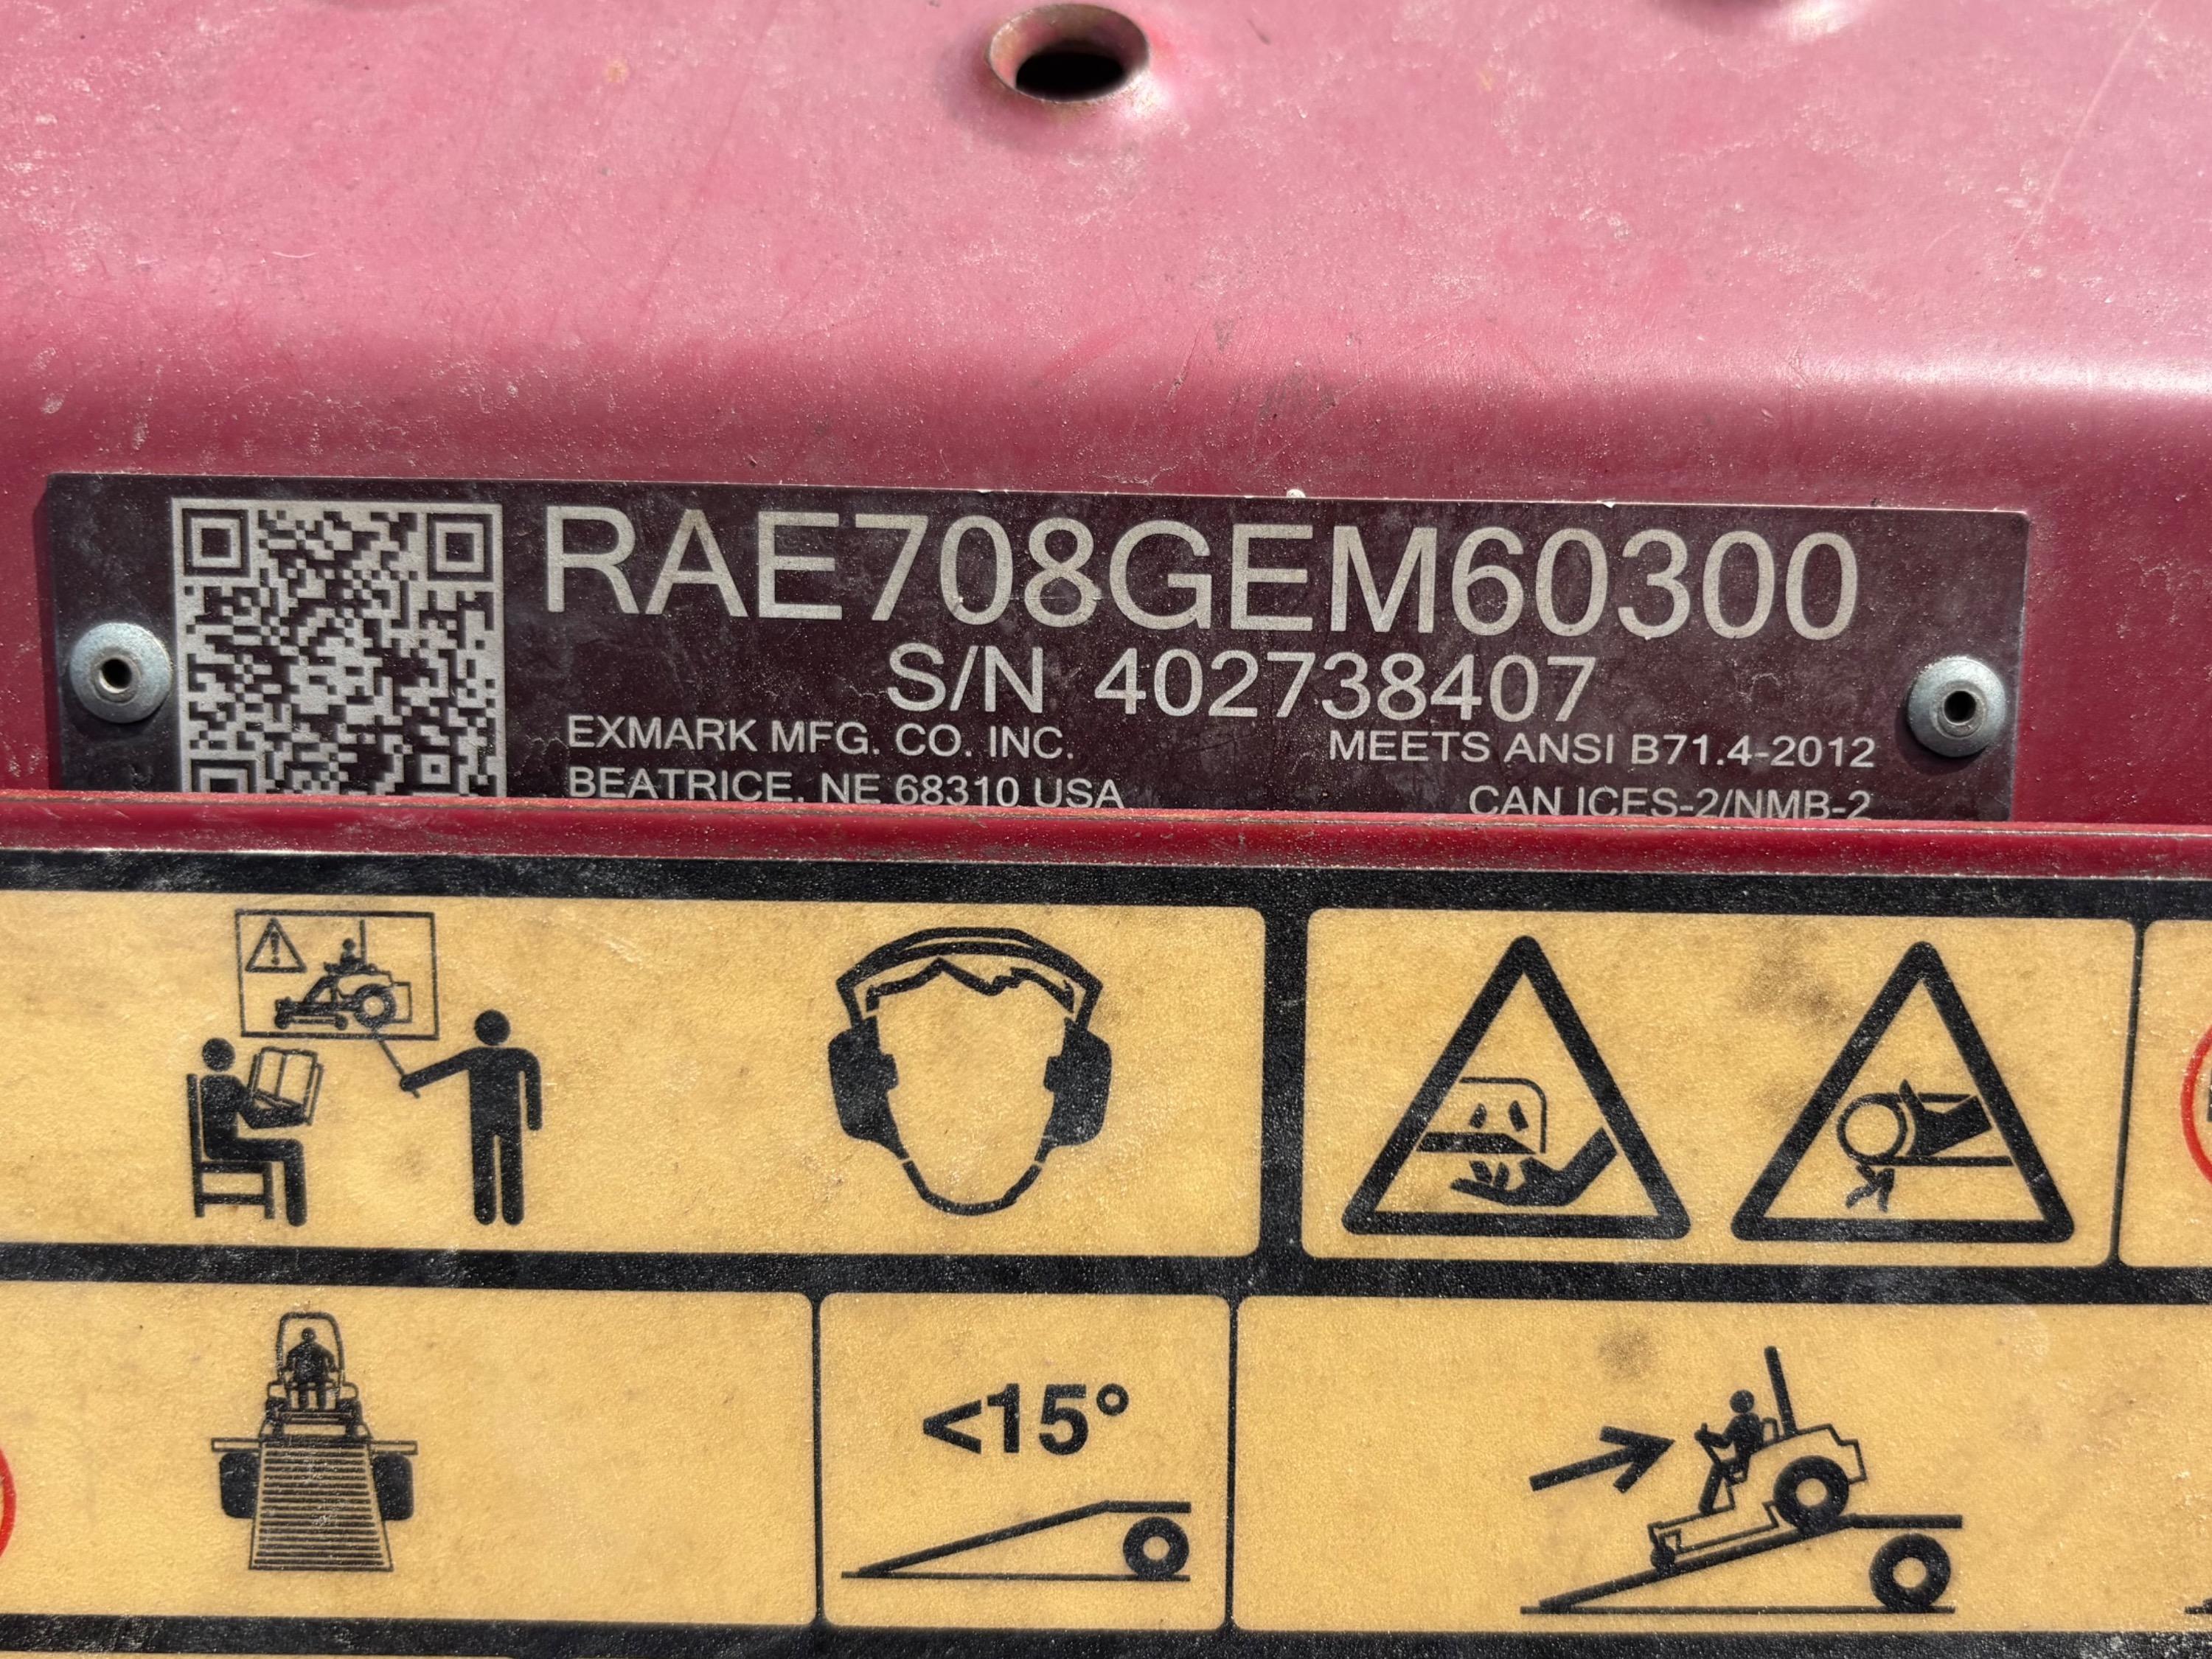 RAE708GEM60300
S/N 402738407
EXMARK MFG. CO. INC.
BEATRICE, NE 68310 USA
MEETS ANSI B71.4-2012
CAN ICES-2/NMB-2
<15°